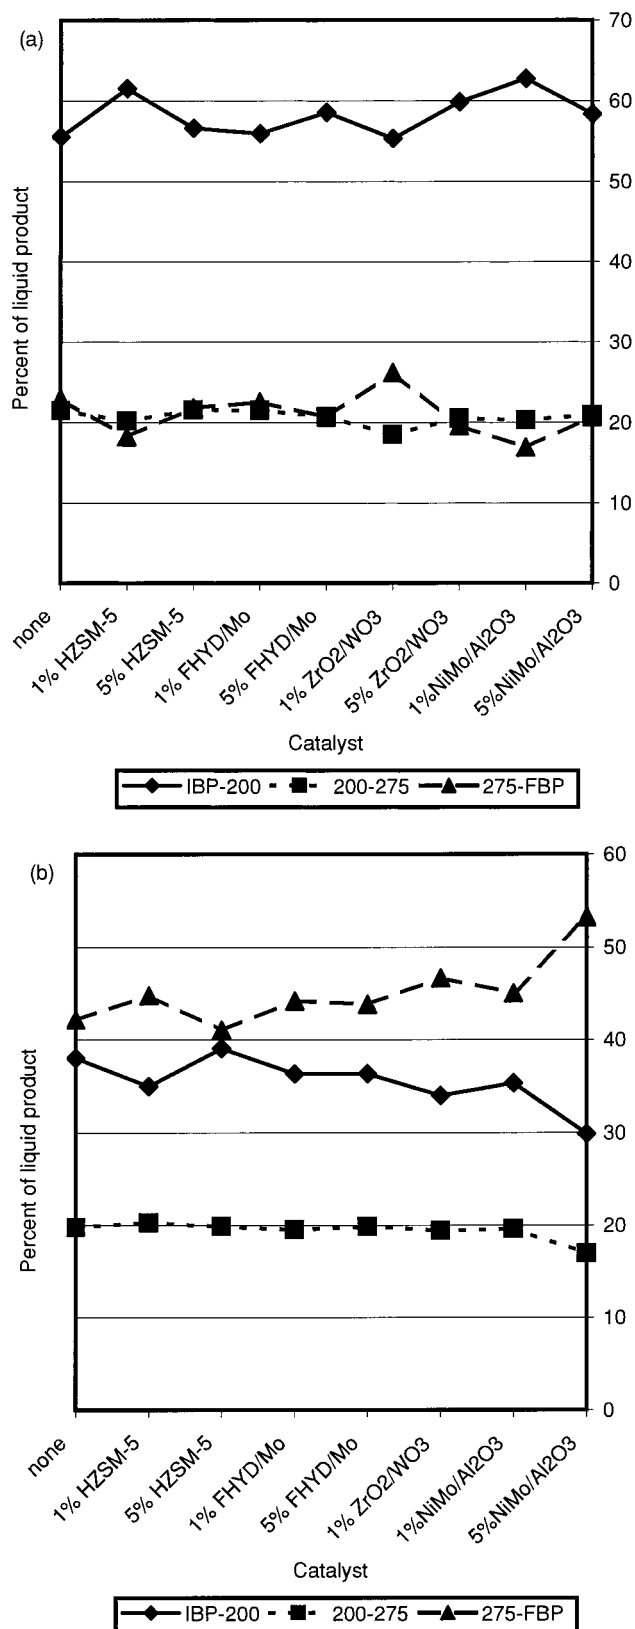 (a)
70
60
50
40
30
20
10
0
Percent of liquid product
none
1% HZSM-5
5% HZSM-5
1% FHYD/Mo
5% FHYD/Mo
1% ZrO2/WO3
5% ZrO2/WO3
1%NiMo/Al2O3
5%NiMo/Al2O3
Catalyst
IBP-200 200-275 275-FBP
(b)
60
50
40
30
20
10
0
Percent of liquid product
none
1% HZSM-5
5% HZSM-5
1% FHYD/Mo
5% FHYD/Mo
1% ZrO2/WO3
1%NiMo/Al2O3
5%NiMo/Al2O3
Catalyst
IBP-200 200-275 275-FBP